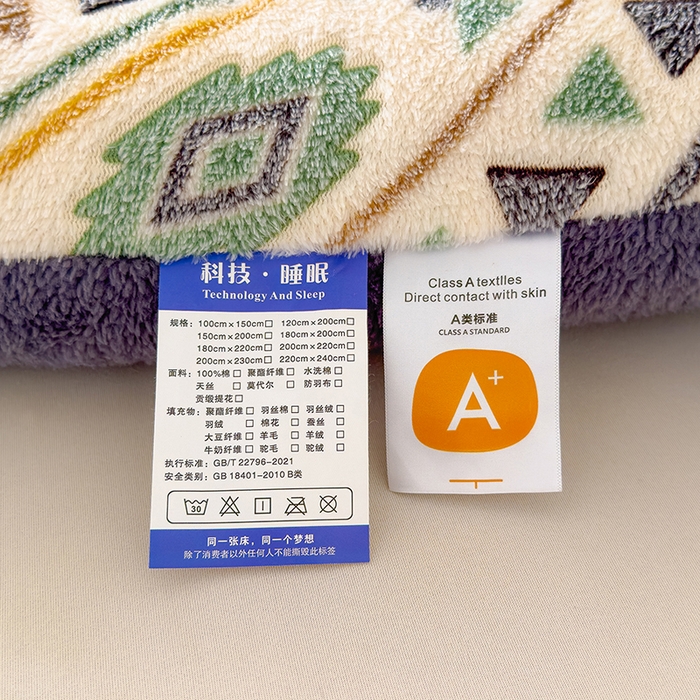 科技·睡眠
Technology And Sleep
规格: 100cm×150cm□ 120cm×200cm□
150cm×200cm□ 180cm×200cm□
180cm×220cm□ 200cm×220cm□
200cm×230cm□ 220cm×240cm□
面料: 100%棉□ 聚酯纤维□ 水洗棉□
天丝□ 莫代尔□ 防羽布□
贡缎提花□
填充物: 聚酯纤维□ 羽丝棉□ 羽丝绒□
羽绒□ 棉花□ 蚕丝□
大豆纤维□ 羊毛□ 羊绒□
牛奶纤维□ 驼毛□ 驼绒□
执行标准: GB/T 22796-2021
安全类别: GB 18401-2010 B类
30
同一张床，同一个梦想
除了消费者以外任何人不能撕毁此标签
Class A textlles
Direct contact with skin
A类标准
CLASS A STANDARD
A+